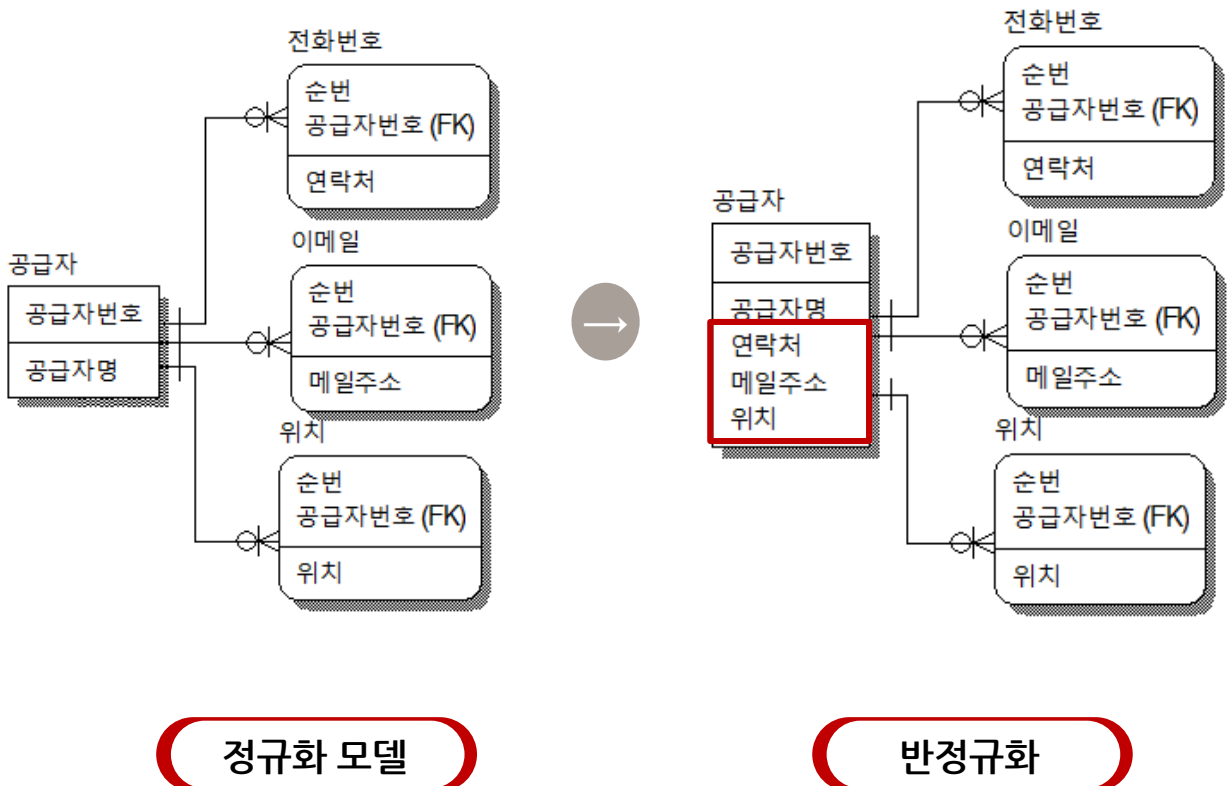 전화번호
순번
공급자번호 (FK)
연락처
이메일
순번
공급자번호 (FK)
메일주소
공급자
공급자번호
공급자명
위치
순번
공급자번호 (FK)
위치
→
전화번호
순번
공급자번호 (FK)
연락처
공급자
공급자번호
공급자명
연락처
메일주소
위치
이메일
순번
공급자번호 (FK)
메일주소
위치
순번
공급자번호 (FK)
위치
정규화 모델
반정규화